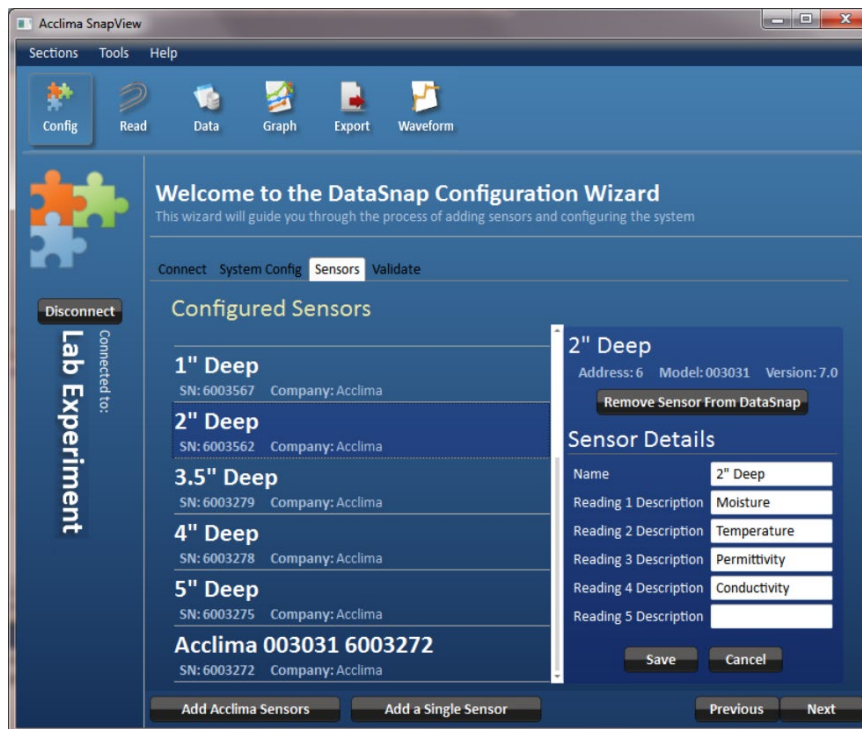 Acclima SnapView
Sections Tools Help
Config Read Data Graph Export Waveform
Welcome to the DataSnap Configuration Wizard
This wizard will guide you through the process of adding sensors and configuring the system
Connect System Config Sensors Validate
Disconnect
Connected to:
Lab Experiment
Configured Sensors
1" Deep
SN: 6003567 Company: Acclima
2" Deep
SN: 6003562 Company: Acclima
3.5" Deep
SN: 6003279 Company: Acclima
4" Deep
SN: 6003278 Company: Acclima
5" Deep
SN: 6003275 Company: Acclima
Acclima 003031 6003272
SN: 6003272 Company: Acclima
2" Deep
Address: 6 Model: 003031 Version: 7.0
Remove Sensor From DataSnap
Sensor Details
Name 2" Deep
Reading 1 Description Moisture
Reading 2 Description Temperature
Reading 3 Description Permittivity
Reading 4 Description Conductivity
Reading 5 Description
Save Cancel
Add Acclima Sensors Add a Single Sensor Previous Next